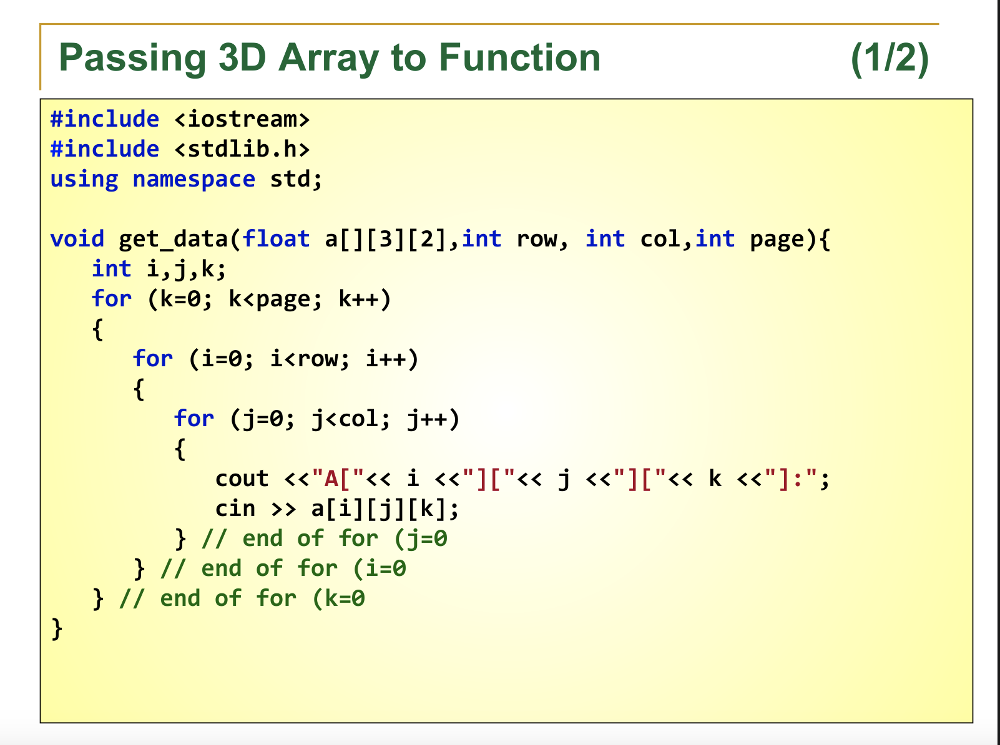 Passing 3D Array to Function (1/2)
#include <iostream>
#include <stdlib.h>
using namespace std;

void get_data(float a[][3][2],int row, int col,int page){
   int i,j,k;
   for (k=0; k<page; k++)
   {
      for (i=0; i<row; i++)
      {
         for (j=0; j<col; j++)
         {
            cout <<"A["<< i <<"]["<< j <<"]["<< k <<"]:";
            cin >> a[i][j][k];
         } // end of for (j=0
      } // end of for (i=0
   } // end of for (k=0
}